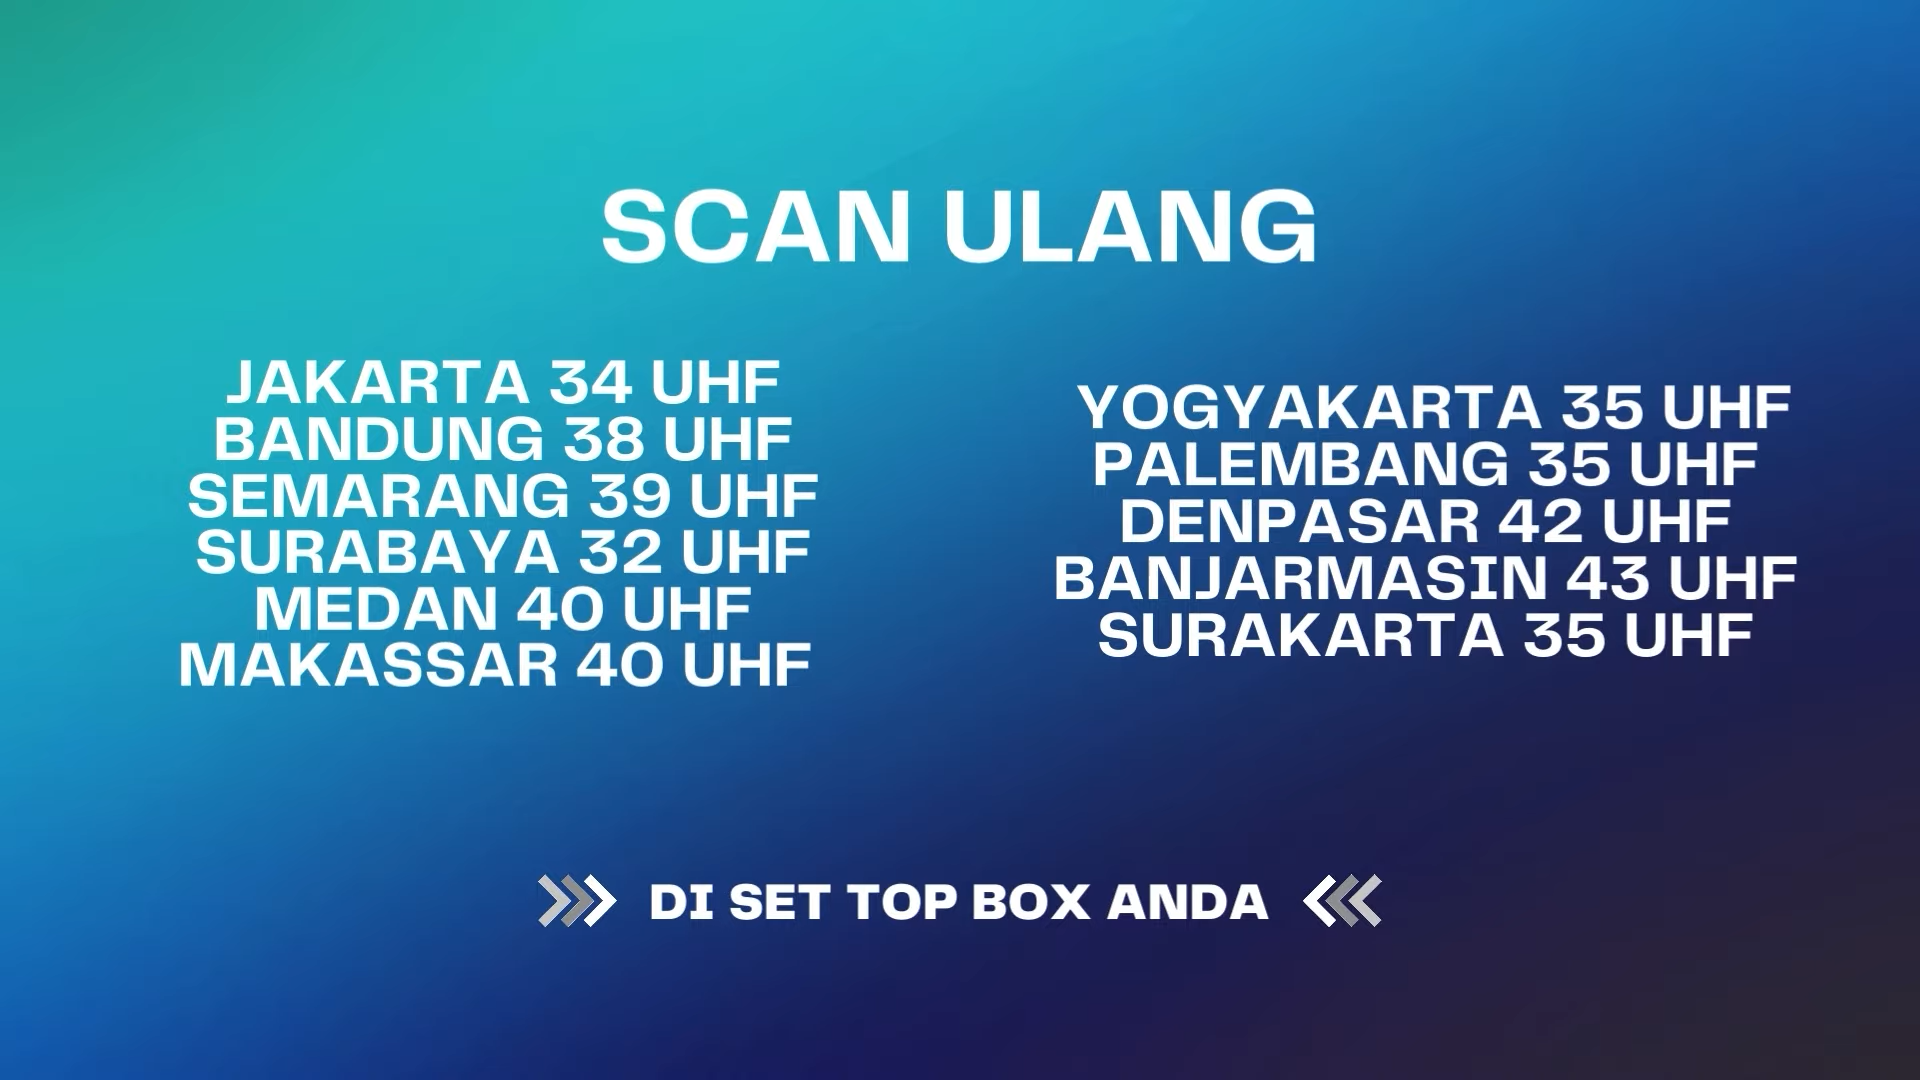 SCAN ULANG
JAKARTA 34 UHF
BANDUNG 38 UHF
SEMARANG 39 UHF
SURABAYA 32 UHF
MEDAN 40 UHF
MAKASSAR 40 UHF
YOGYAKARTA 35 UHF
PALEMBANG 35 UHF
DENPASAR 42 UHF
BANJARMASIN 43 UHF
SURAKARTA 35 UHF
DI SET TOP BOX ANDA